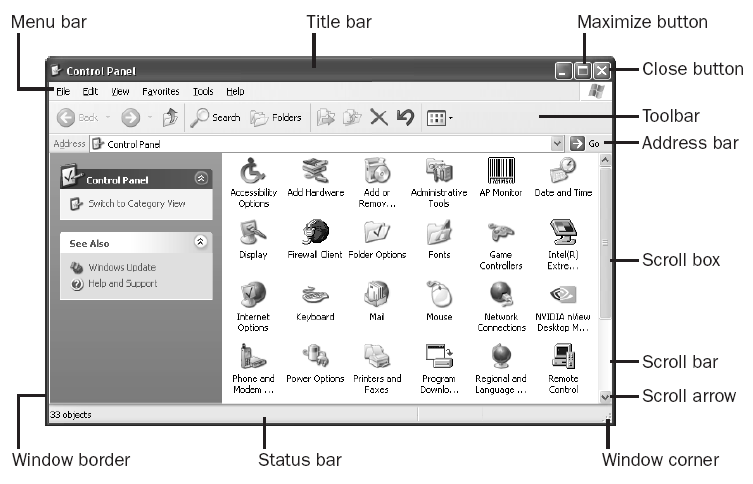 Menu bar
Title bar
Maximize button
Control Panel
Close button
File Edit View Favorites Tools Help
Back
Search
Folders
Toolbar
Address
Control Panel
Go
Address bar
Control Panel
Switch to Category View
See Also
Windows Update
Help and Support
Accessibility
Options
Add Hardware
Add or
Remov...
Administrative
Tools
AP Monitor
Date and Time
Display
Firewall Client
Folder Options
Fonts
Game
Controllers
Intel(R)
Extre...
Scroll box
Internet
Options
Keyboard
Mail
Mouse
Network
Connections
NVIDIA nView
Desktop M...
Phone and
Modem ...
Power Options
Printers and
Faxes
Program
Downlo...
Regional and
Language ...
Remote
Control
Scroll bar
Scroll arrow
33 objects
Window border
Status bar
Window corner